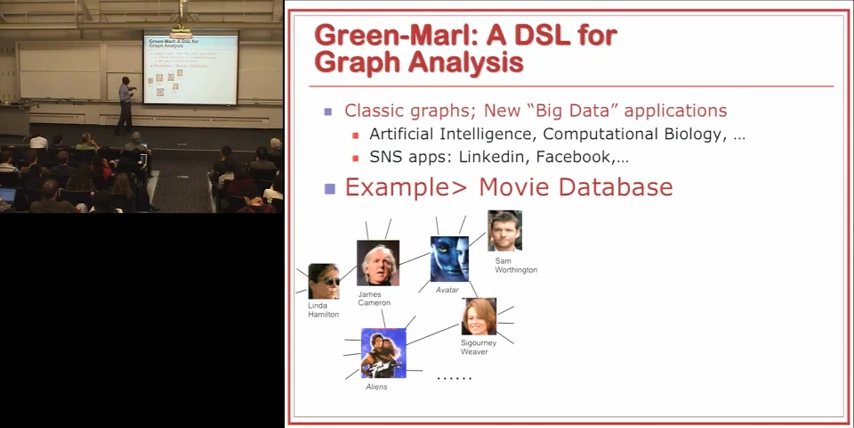 Green-Marl: A DSL for
Graph Analysis
Classic graphs; New “Big Data” applications
Artificial Intelligence, Computational Biology, …
SNS apps: Linkedin, Facebook,…
Example> Movie Database
Sam
Worthington
Avatar
James
Cameron
Linda
Hamilton
Sigourney
Weaver
Aliens
......